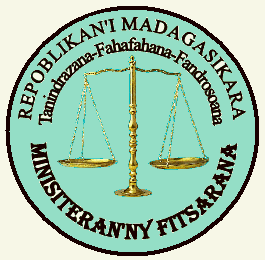 REPOBLIKAN'I MADAGASIKARA
Tanindrazana-Fahafahana-Fandrosoana
MINISITERAN'NY FITSARANA